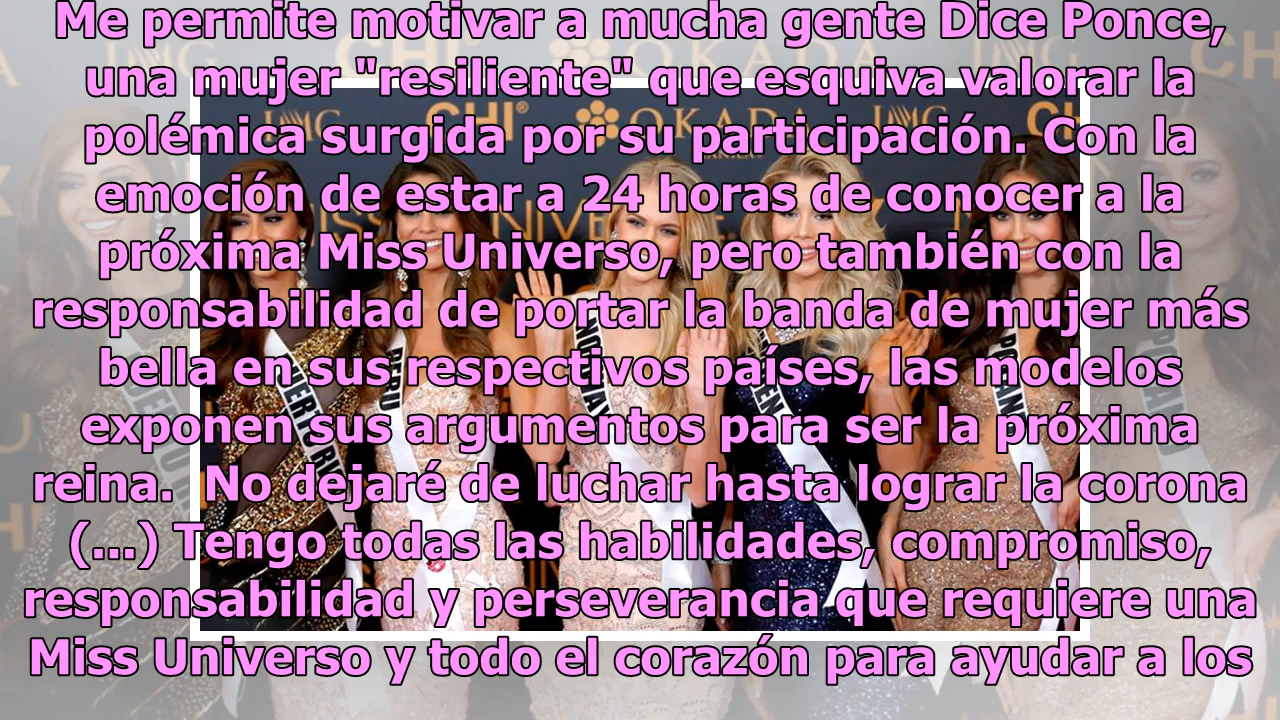 Me permite motivar a mucha gente Dice Ponce,
una mujer "resiliente" que esquiva valorar la
polémica surgida por su participación. Con la
emoción de estar a 24 horas de conocer a la
próxima Miss Universo, pero también con la
responsabilidad de portar la banda de mujer más
bella en sus respectivos países, las modelos
exponen sus argumentos para ser la próxima
reina.  No dejaré de luchar hasta lograr la corona
(...) Tengo todas las habilidades, compromiso,
responsabilidad y perseverancia que requiere una
Miss Universo y todo el corazón para ayudar a los
IMG CHI OKADA IMG